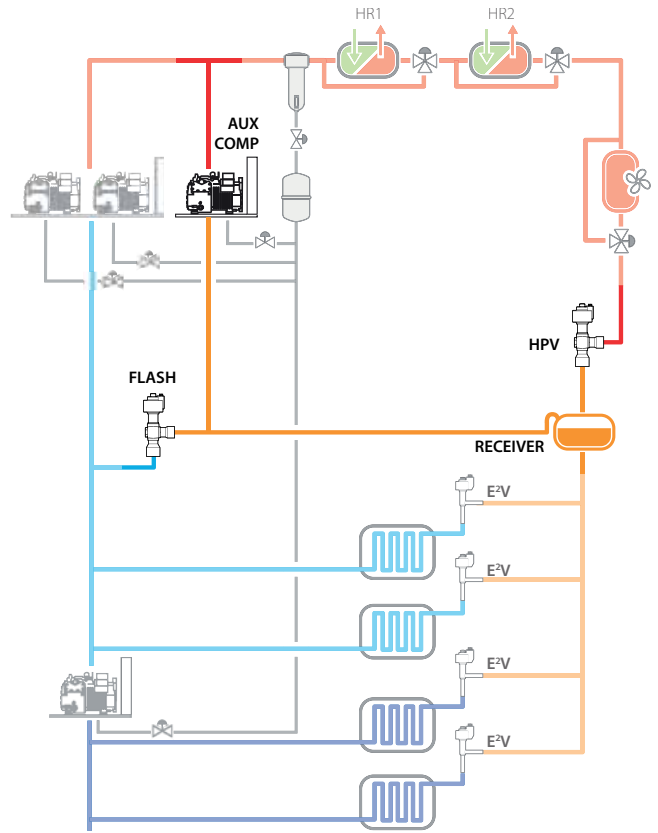 HR1
HR2
AUX
COMP
HPV
FLASH
RECEIVER
E²V
E²V
E²V
E²V